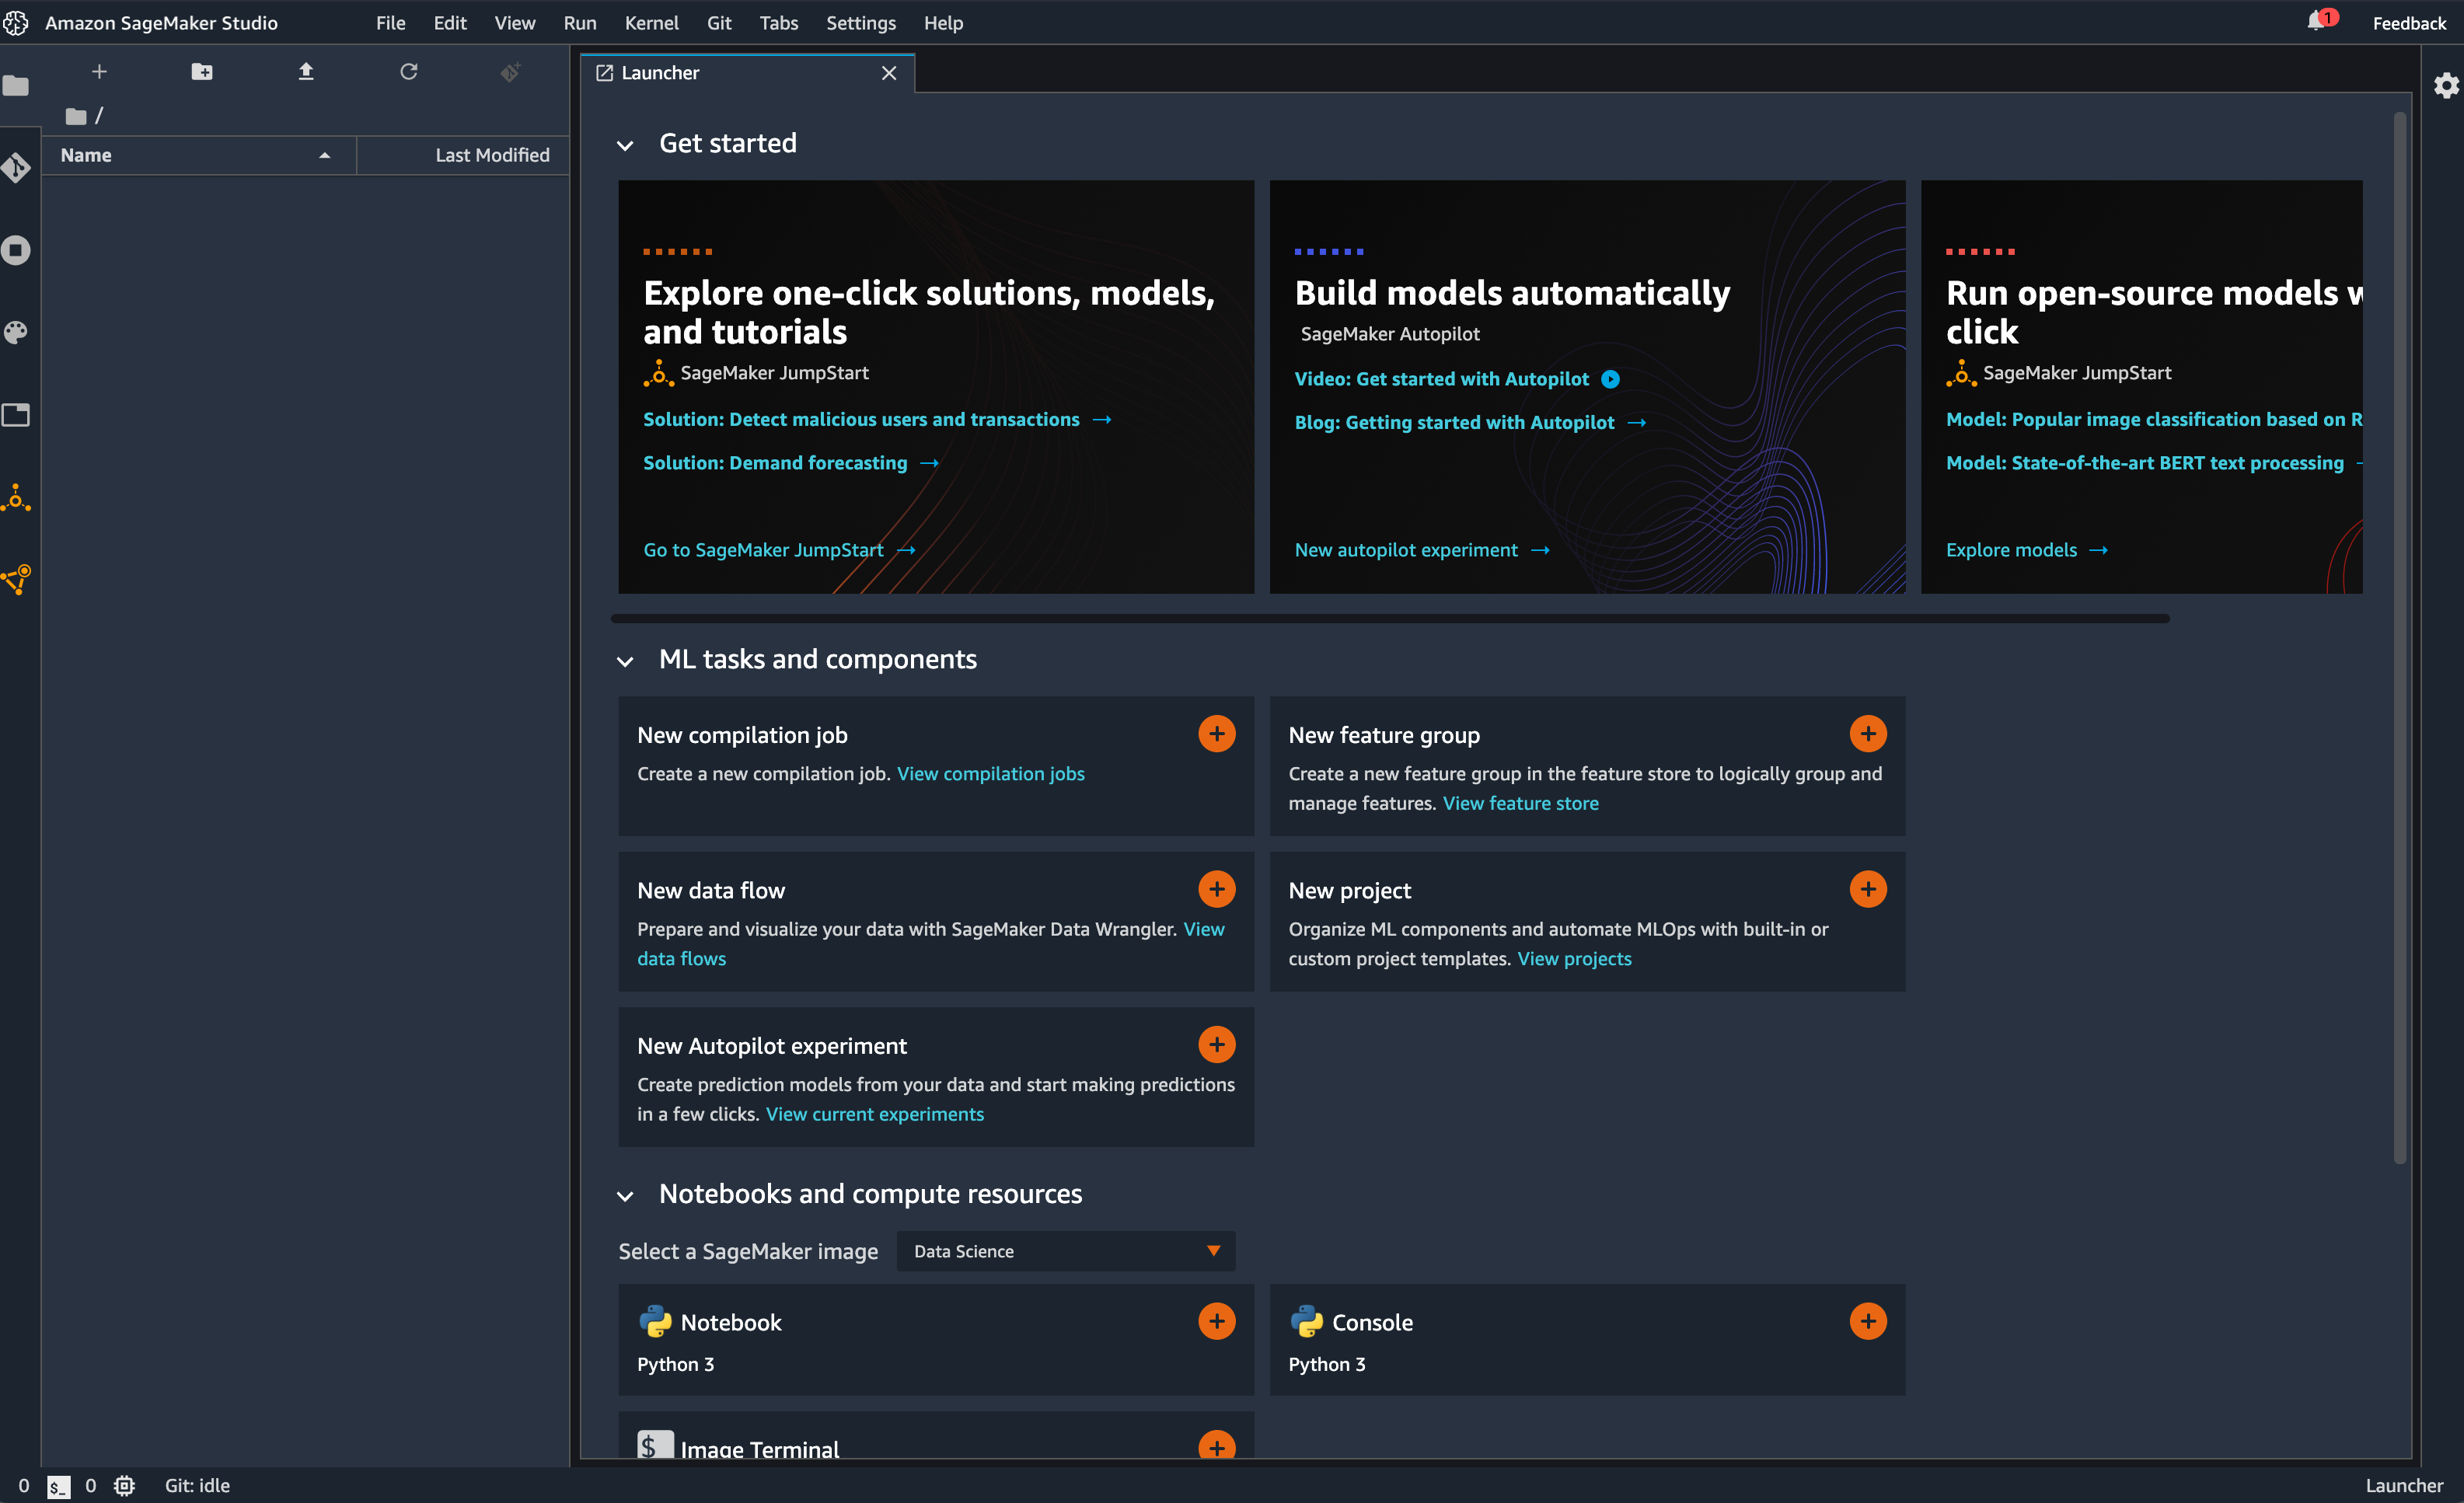 Amazon SageMaker Studio File Edit View Run Kernel Git Tabs Settings Help 1 Feedback
/
Name Last Modified
Launcher
Get started
Explore one-click solutions, models,
and tutorials
SageMaker JumpStart
Solution: Detect malicious users and transactions
Solution: Demand forecasting
Go to SageMaker JumpStart
Build models automatically
SageMaker Autopilot
Video: Get started with Autopilot
Blog: Getting started with Autopilot
New autopilot experiment
Run open-source models w
click
SageMaker JumpStart
Model: Popular image classification based on R
Model: State-of-the-art BERT text processing
Explore models
ML tasks and components
New compilation job
Create a new compilation job. View compilation jobs
New feature group
Create a new feature group in the feature store to logically group and
manage features. View feature store
New data flow
Prepare and visualize your data with SageMaker Data Wrangler. View
data flows
New project
Organize ML components and automate MLOps with built-in or
custom project templates. View projects
New Autopilot experiment
Create prediction models from your data and start making predictions
in a few clicks. View current experiments
Notebooks and compute resources
Select a SageMaker image Data Science
Notebook
Python 3
Console
Python 3
$ Image Terminal
0 $_ 0 Git: idle Launcher